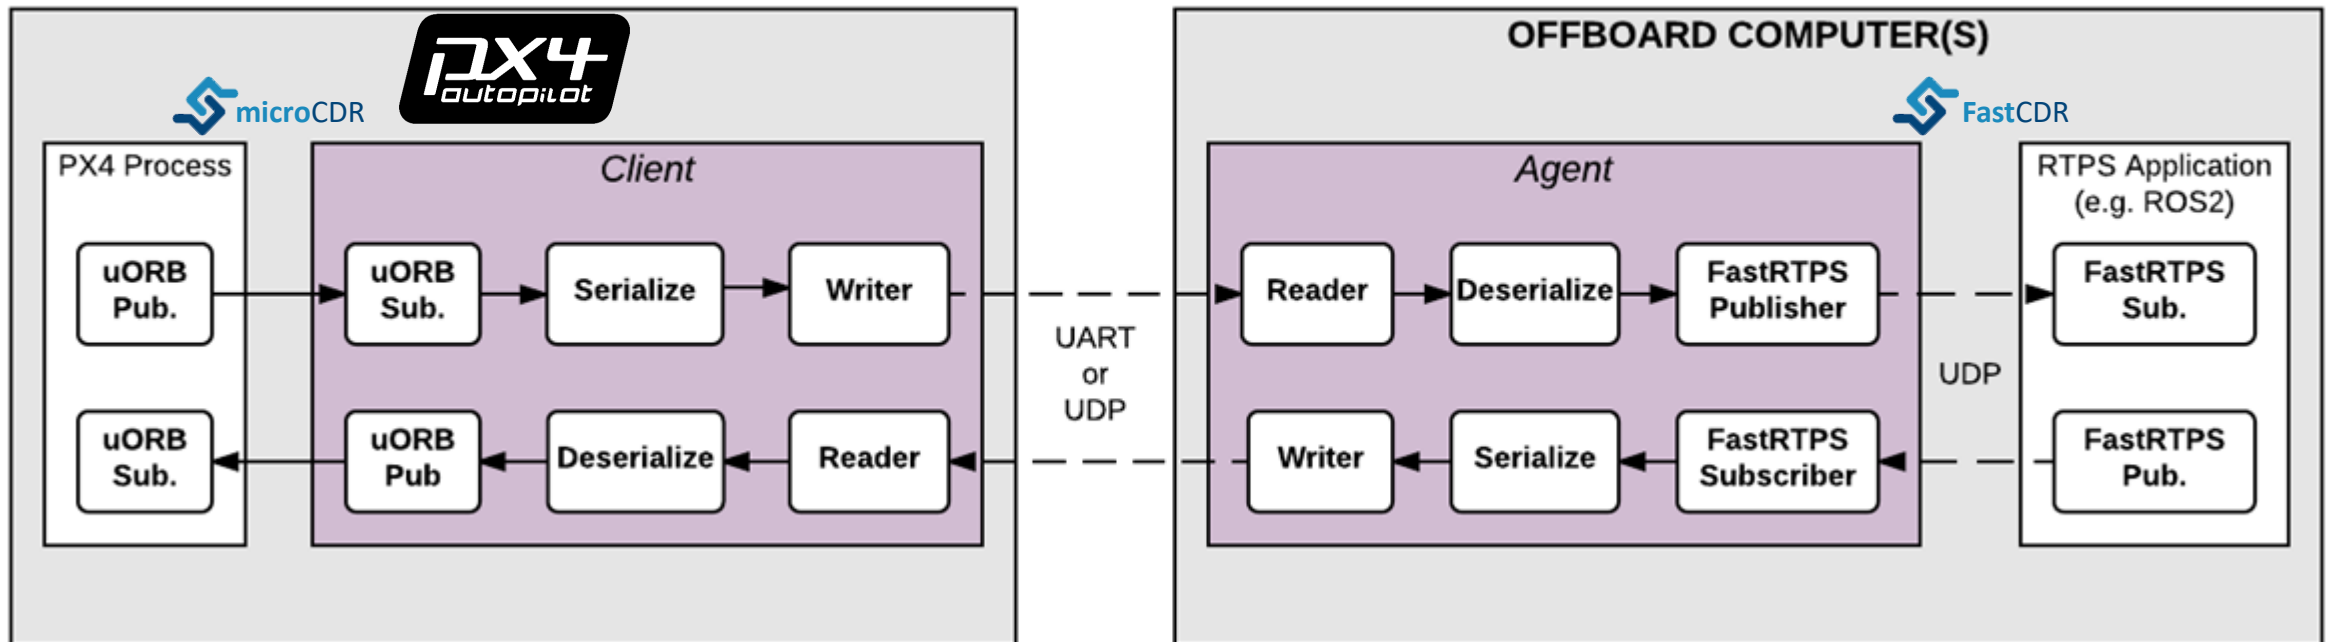 PX4
autopilot
microCDR
PX4 Process
Client
uORB
Pub.
uORB
Sub.
Serialize
Writer
uORB
Sub.
uORB
Pub
Deserialize
Reader
UART
or
UDP
OFFBOARD COMPUTER(S)
FastCDR
Agent
RTPS Application
(e.g. ROS2)
Reader
Deserialize
FastRTPS
Publisher
FastRTPS
Sub.
UDP
Writer
Serialize
FastRTPS
Subscriber
FastRTPS
Pub.